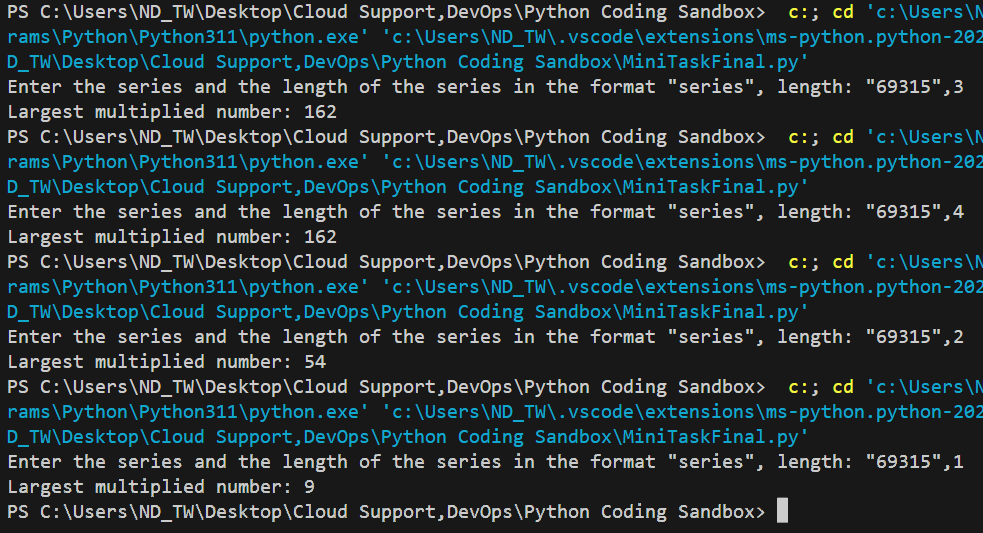 PS C:\Users\ND_TW\Desktop\Cloud Support,DevOps\Python Coding Sandbox>  c:; cd 'c:\Users\N
rams\Python\Python311\python.exe' 'c:\Users\ND_TW\.vscode\extensions\ms-python.python-202
D_TW\Desktop\Cloud Support,DevOps\Python Coding Sandbox\MiniTaskFinal.py'
Enter the series and the length of the series in the format "series", length: "69315",3
Largest multiplied number: 162
PS C:\Users\ND_TW\Desktop\Cloud Support,DevOps\Python Coding Sandbox>  c:; cd 'c:\Users\N
rams\Python\Python311\python.exe' 'c:\Users\ND_TW\.vscode\extensions\ms-python.python-202
D_TW\Desktop\Cloud Support,DevOps\Python Coding Sandbox\MiniTaskFinal.py'
Enter the series and the length of the series in the format "series", length: "69315",4
Largest multiplied number: 162
PS C:\Users\ND_TW\Desktop\Cloud Support,DevOps\Python Coding Sandbox>  c:; cd 'c:\Users\N
rams\Python\Python311\python.exe' 'c:\Users\ND_TW\.vscode\extensions\ms-python.python-202
D_TW\Desktop\Cloud Support,DevOps\Python Coding Sandbox\MiniTaskFinal.py'
Enter the series and the length of the series in the format "series", length: "69315",2
Largest multiplied number: 54
PS C:\Users\ND_TW\Desktop\Cloud Support,DevOps\Python Coding Sandbox>  c:; cd 'c:\Users\N
rams\Python\Python311\python.exe' 'c:\Users\ND_TW\.vscode\extensions\ms-python.python-202
D_TW\Desktop\Cloud Support,DevOps\Python Coding Sandbox\MiniTaskFinal.py'
Enter the series and the length of the series in the format "series", length: "69315",1
Largest multiplied number: 9
PS C:\Users\ND_TW\Desktop\Cloud Support,DevOps\Python Coding Sandbox>